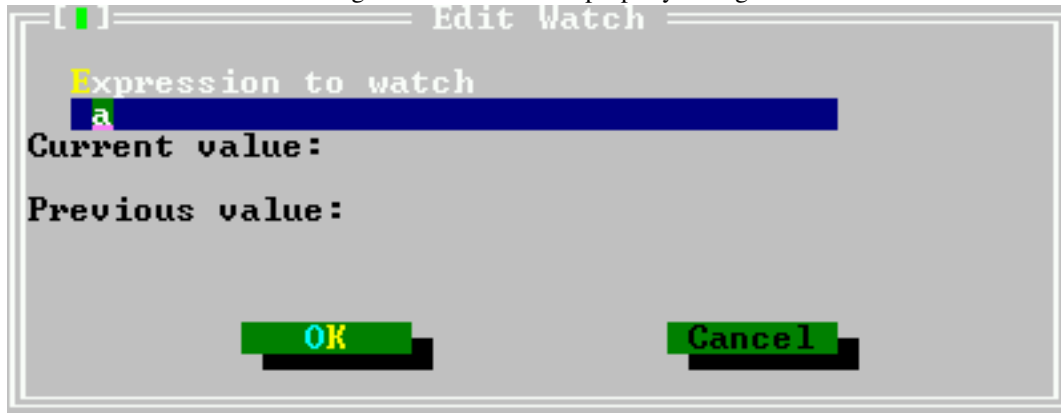 Edit Watch
Expression to watch
a
Current value:
Previous value:
OK Cancel